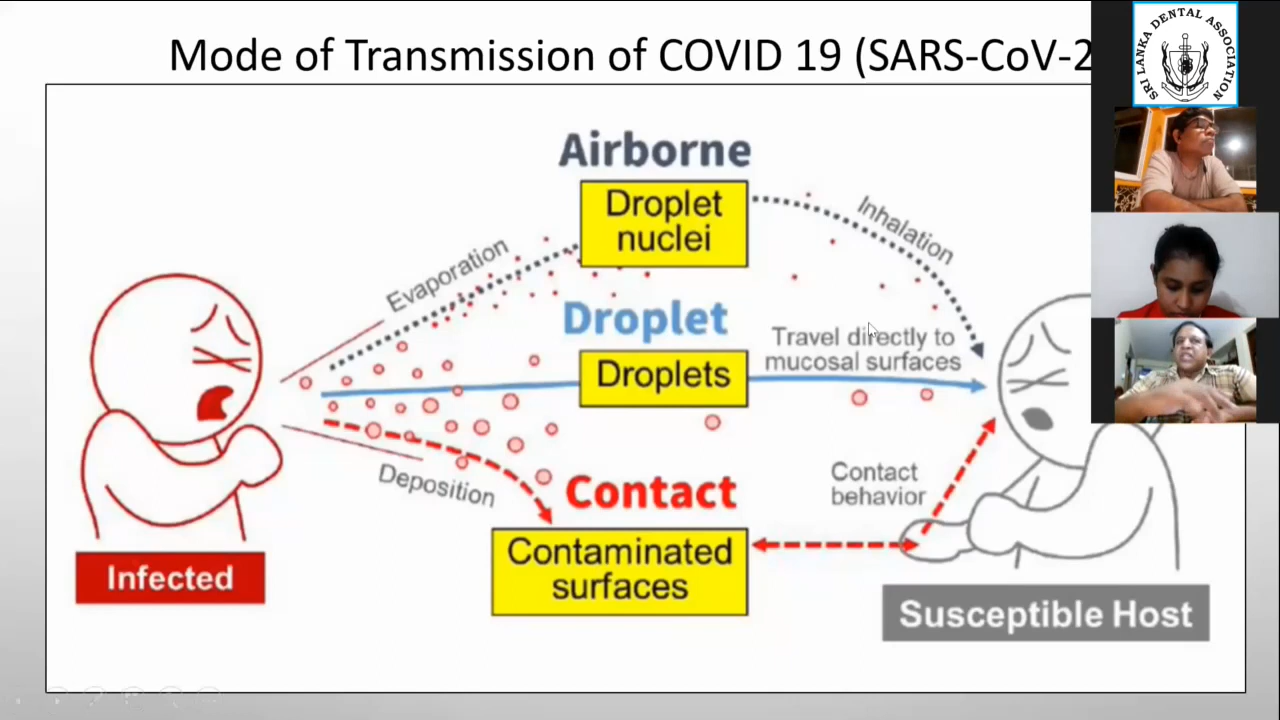 Mode of Transmission of COVID 19 (SARS-CoV-2
SRI LANKA DENTAL ASSOCIATION
Airborne
Droplet
nuclei
Inhalation
Evaporation
Droplet
Droplets
Travel directly to
mucosal surfaces
Deposition
Contact
Contact
behavior
Contaminated
surfaces
Infected
Susceptible Host